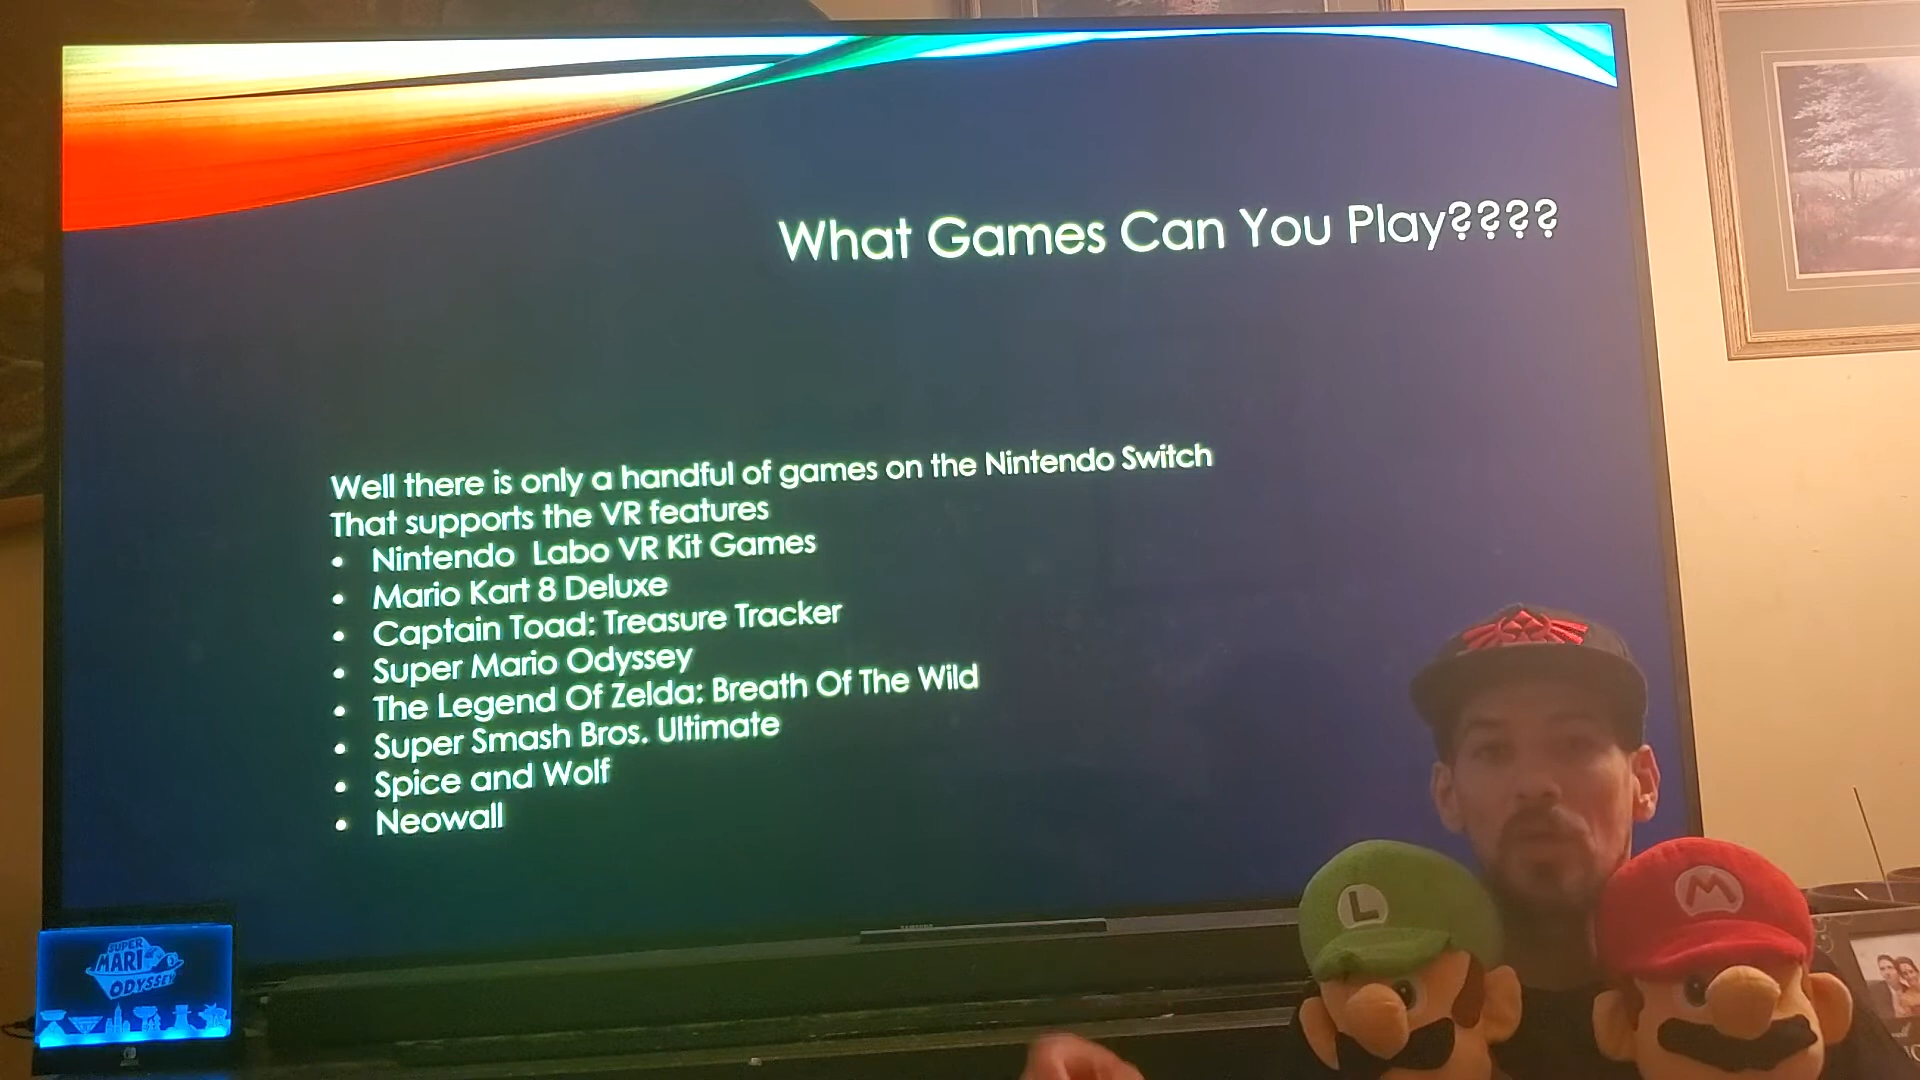 What Games Can You Play????
Well there is only a handful of games on the Nintendo Switch
That supports the VR features
• Nintendo Labo VR Kit Games
• Mario Kart 8 Deluxe
• Captain Toad: Treasure Tracker
• Super Mario Odyssey
• The Legend Of Zelda: Breath Of The Wild
• Super Smash Bros. Ultimate
• Spice and Wolf
• Neowall
SAMSUNG
SUPER
MARIO
ODYSSEY
L
M